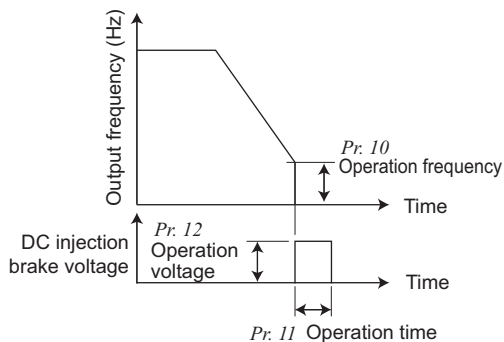 Output frequency (Hz)
Pr. 10
Operation frequency
Time
DC injection
brake voltage
Pr. 12
Operation
voltage
Time
Pr. 11 Operation time